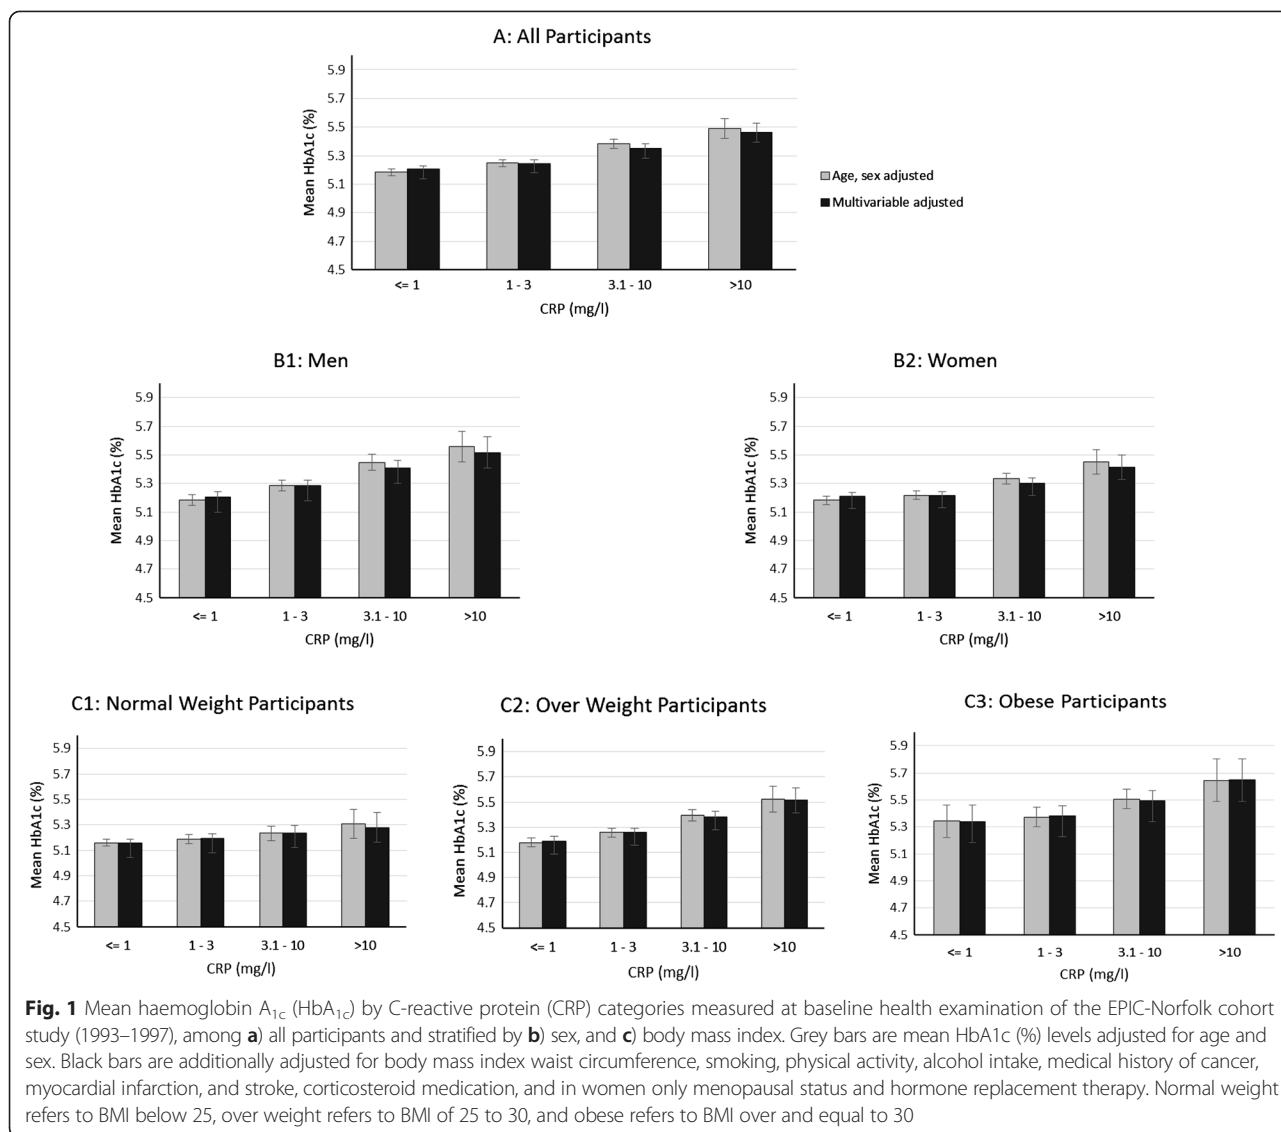 A: All Participants
Mean HbA1c (%)
5.9
5.7
5.5
5.3
5.1
4.9
4.7
4.5
<= 1
1 - 3
3.1 - 10
>10
CRP (mg/l)
Age, sex adjusted
Multivariable adjusted
B1: Men
Mean HbA1c (%)
5.9
5.7
5.5
5.3
5.1
4.9
4.7
4.5
<= 1
1 - 3
3.1 - 10
>10
CRP (mg/l)
B2: Women
Mean HbA1c (%)
5.9
5.7
5.5
5.3
5.1
4.9
4.7
4.5
<= 1
1 - 3
3.1 - 10
>10
CRP (mg/l)
C1: Normal Weight Participants
Mean HbA1c (%)
5.9
5.7
5.5
5.3
5.1
4.9
4.7
4.5
<= 1
1 - 3
3.1 - 10
>10
CRP (mg/l)
C2: Over Weight Participants
Mean HbA1c (%)
5.9
5.7
5.5
5.3
5.1
4.9
4.7
4.5
<= 1
1 - 3
3.1 - 10
>10
CRP (mg/l)
C3: Obese Participants
Mean HbA1c (%)
5.9
5.7
5.5
5.3
5.1
4.9
4.7
4.5
<= 1
1 - 3
3.1 - 10
>10
CRP (mg/l)
Fig. 1 Mean haemoglobin A1c (HbA1c) by C-reactive protein (CRP) categories measured at baseline health examination of the EPIC-Norfolk cohort
study (1993–1997), among a) all participants and stratified by b) sex, and c) body mass index. Grey bars are mean HbA1c (%) levels adjusted for age and
sex. Black bars are additionally adjusted for body mass index waist circumference, smoking, physical activity, alcohol intake, medical history of cancer,
myocardial infarction, and stroke, corticosteroid medication, and in women only menopausal status and hormone replacement therapy. Normal weight
refers to BMI below 25, over weight refers to BMI of 25 to 30, and obese refers to BMI over and equal to 30